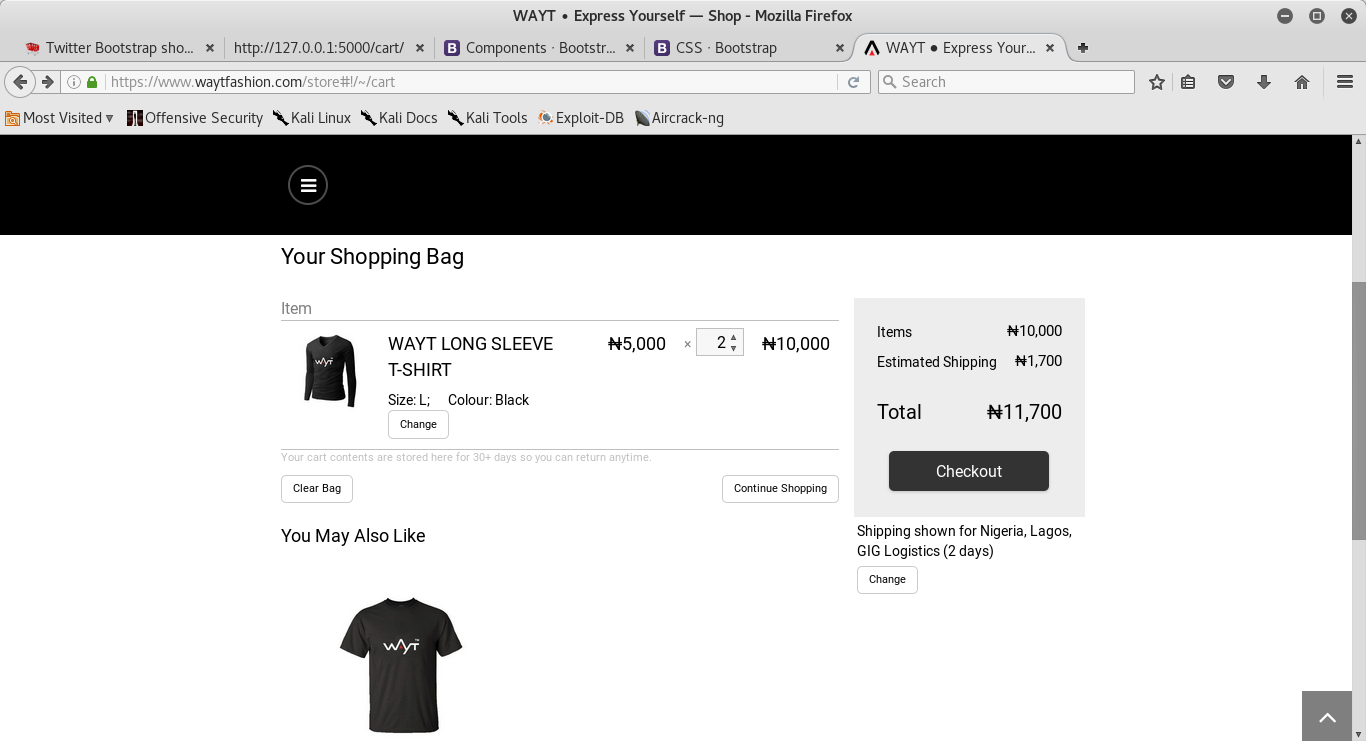 WAYT • Express Yourself — Shop - Mozilla Firefox
Twitter Bootstrap sho... http://127.0.0.1:5000/cart/ Components · Bootstr... CSS · Bootstrap WAYT • Express Your...
https://www.waytfashion.com/store#!/~/cart Search
Most Visited Offensive Security Kali Linux Kali Docs Kali Tools Exploit-DB Aircrack-ng
Your Shopping Bag
Item
WAYT LONG SLEEVE ₦5,000 × 2 ₦10,000
T-SHIRT
Size: L; Colour: Black
Change
Your cart contents are stored here for 30+ days so you can return anytime.
Clear Bag Continue Shopping
Items ₦10,000
Estimated Shipping ₦1,700
Total ₦11,700
Checkout
Shipping shown for Nigeria, Lagos,
GIG Logistics (2 days)
Change
You May Also Like
WAYT